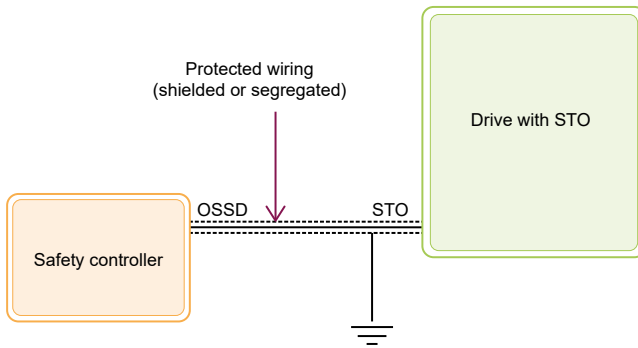 Protected wiring
(shielded or segregated)
Drive with STO
OSSD
STO
Safety controller